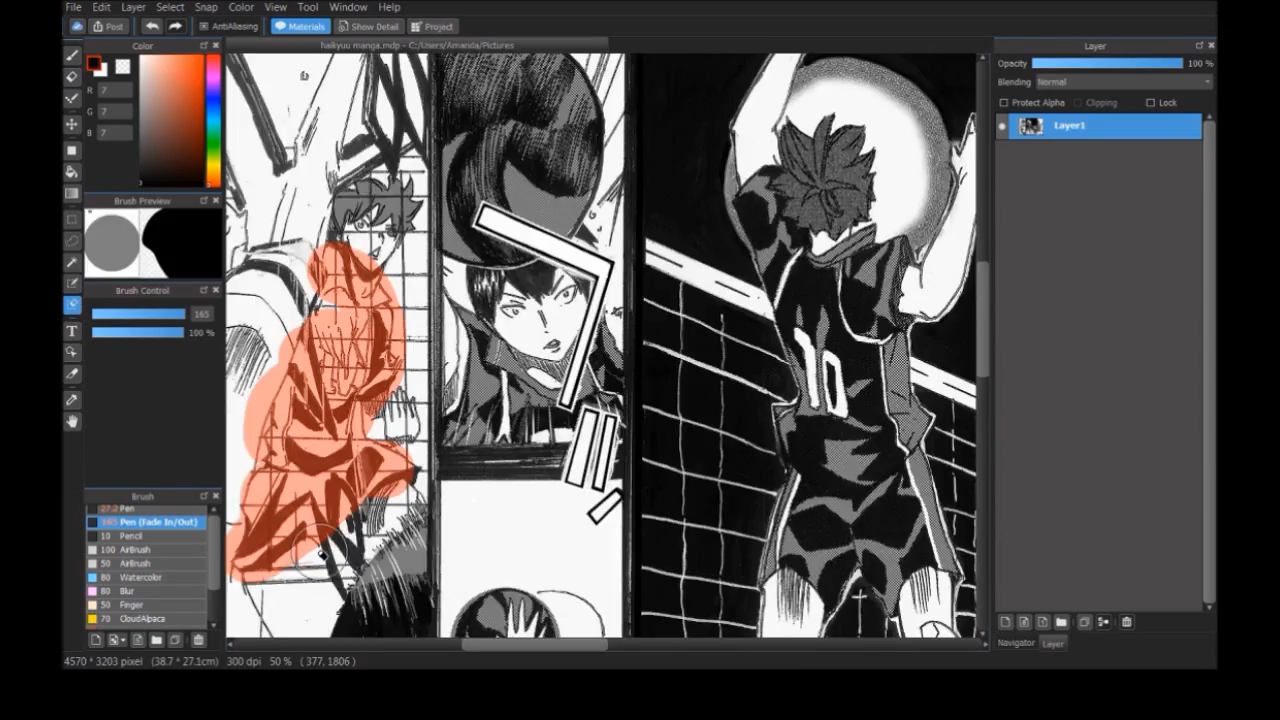 File Edit Layer Select Snap Color View Tool Window Help
Post AntiAliasing Materials Show Detail Project
Color
haikyuu manga.mdp - C:/Users/Amanda/Pictures
R 7
G 7
B 7
Brush Preview
Brush Control
165
100 %
Brush
27.2 Pen
165 Pen (Fade In/Out)
10 Pencil
100 AirBrush
50 AirBrush
80 Watercolor
80 Blur
50 Finger
70 CloudAlpaca
10
Layer
Opacity 100 %
Blending Normal
Protect Alpha Clipping Lock
Layer1
Navigator Layer
4570 * 3203 pixel (38.7 * 27.1cm) 300 dpi 50 % ( 377, 1806 )